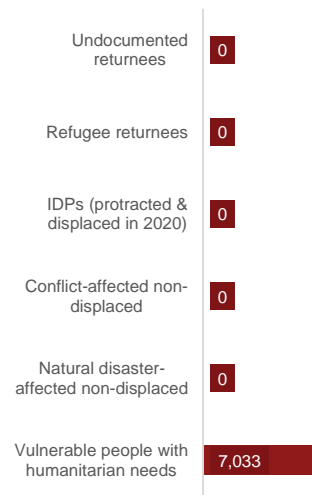 Undocumented
returnees
0
Refugee returnees
0
IDPs (protracted &
displaced in 2020)
0
Conflict-affected non-
displaced
0
Natural disaster-
affected non-displaced
0
Vulnerable people with
humanitarian needs
7,033